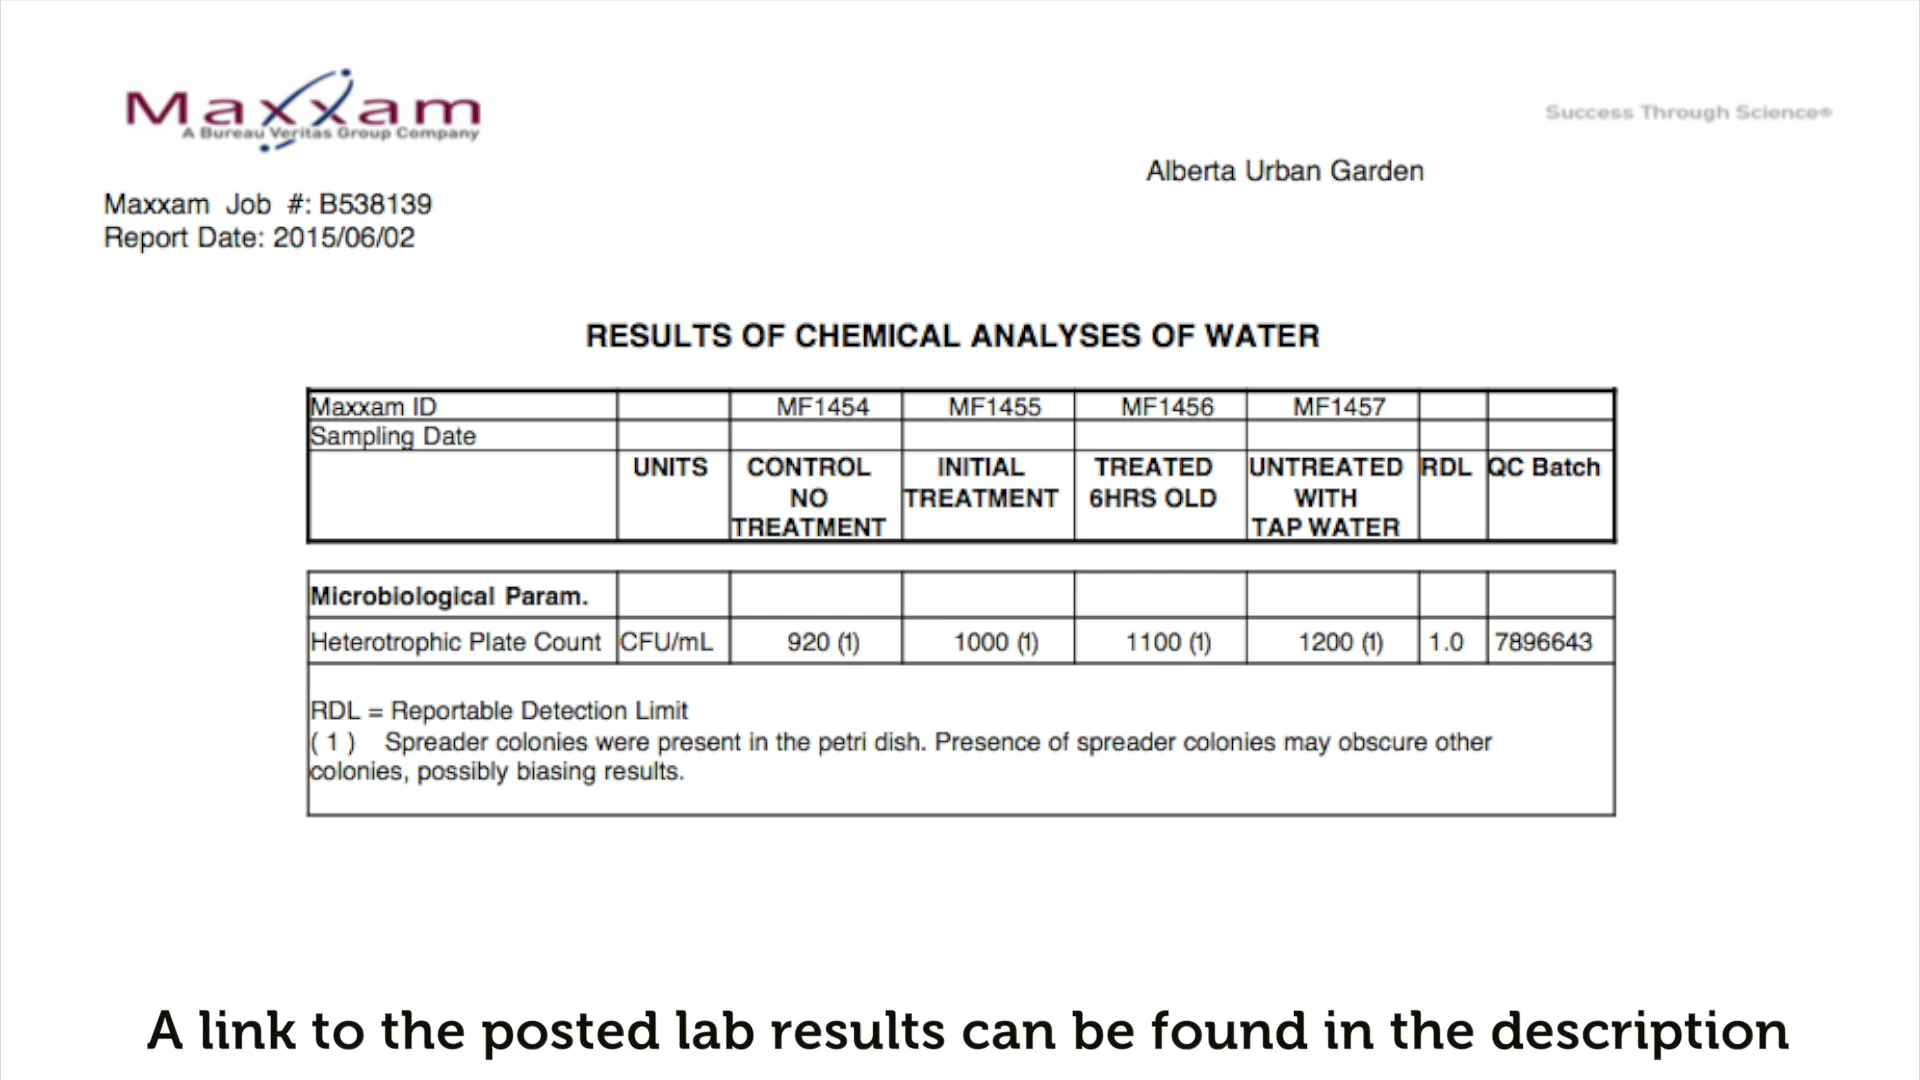 Maxxam
A Bureau Veritas Group Company
Success Through Science®
Alberta Urban Garden
Maxxam Job #: B538139
Report Date: 2015/06/02
RESULTS OF CHEMICAL ANALYSES OF WATER
Maxxam ID MF1454 MF1455 MF1456 MF1457
Sampling Date
UNITS CONTROL INITIAL TREATED UNTREATED RDL QC Batch
NO TREATMENT 6HRS OLD WITH
TREATMENT TAP WATER
Microbiological Param.
Heterotrophic Plate Count CFU/mL 920 (1) 1000 (1) 1100 (1) 1200 (1) 1.0 7896643
RDL = Reportable Detection Limit
( 1 ) Spreader colonies were present in the petri dish. Presence of spreader colonies may obscure other
colonies, possibly biasing results.
A link to the posted lab results can be found in the description